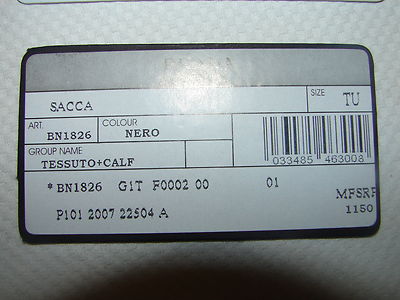 SACCA
SIZE TU
ART. BN1826 COLOUR NERO
GROUP NAME
TESSUTO+CALF
033485 463008
*BN1826 G1T F0002 00 01
MFSRP
P101 2007 22504 A
1150